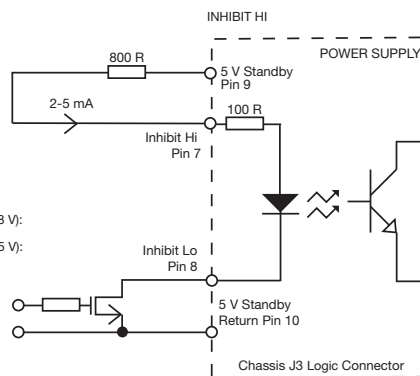 INHIBIT HI
POWER SUPPLY
800 R
5 V Standby
Pin 9
2-5 mA
100 R
Inhibit Hi
Pin 7
V):
5 V):
Inhibit Lo
Pin 8
5 V Standby
Return Pin 10
Chassis J3 Logic Connector